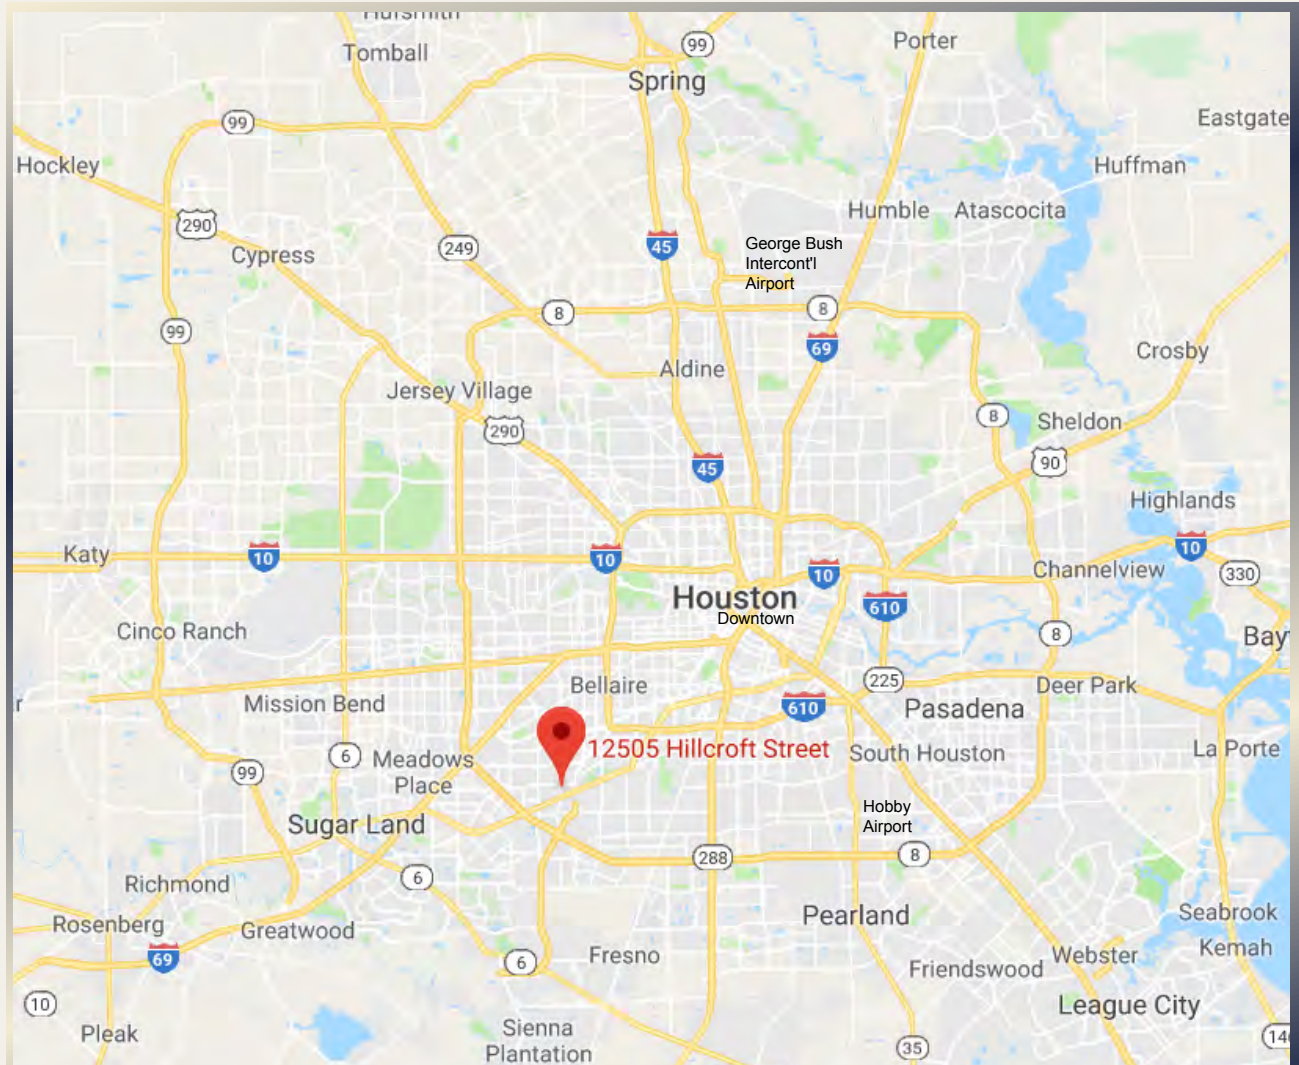 Hufsmith
Tomball
99
Spring
Porter
99
Eastgate
Hockley
Huffman
290
Humble
Atascocita
249
45
George Bush
Intercont'l
Airport
Cypress
8
8
99
69
Crosby
Aldine
Jersey Village
8
Sheldon
290
90
45
Highlands
Katy
10
10
10
10
Channelview
330
Houston
610
Downtown
Cinco Ranch
8
Bay
225
Bellaire
Deer Park
Mission Bend
610
Pasadena
12505 Hillcroft Street
6
Meadows
Place
South Houston
La Porte
99
Hobby
Airport
Sugar Land
288
8
6
Richmond
Rosenberg
Greatwood
Pearland
Seabrook
Kemah
69
6
Fresno
Webster
Friendswood
10
League City
Pleak
Sienna
Plantation
35